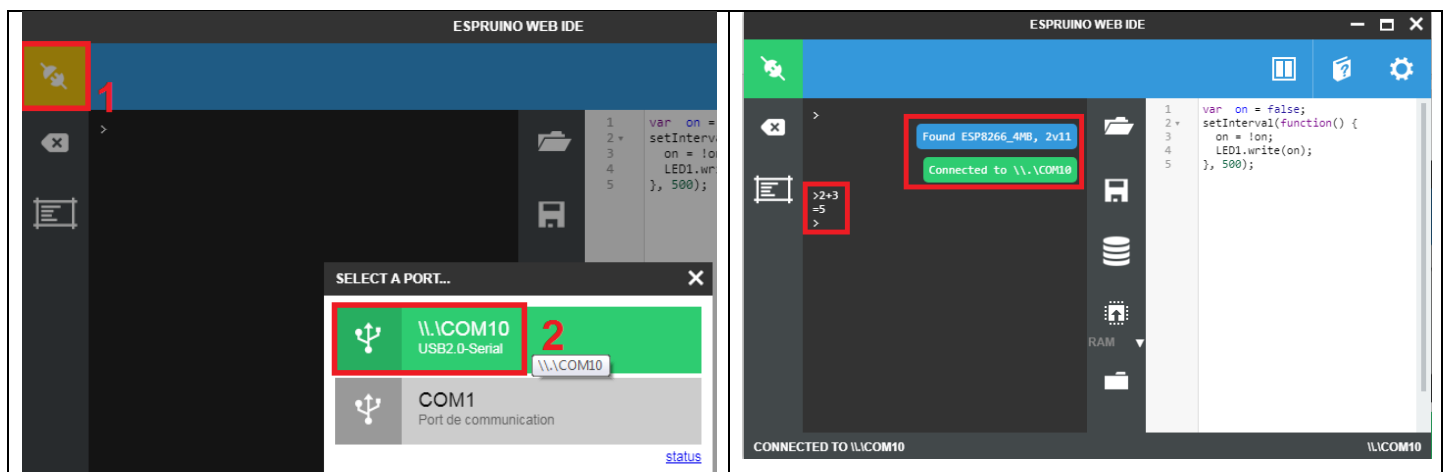 ESPRUINO WEB IDE
1
>
1 var on =
2 setInterv
3 on = !o
4 LED1.wr
5 }, 500);
SELECT A PORT...
\\.\COM10
USB2.0-Serial
2
\\.\COM10
COM1
Port de communication
status
ESPRUINO WEB IDE
>
Found ESP8266_4MB, 2v11
Connected to \\.\COM10
>2+3
=5
>
1 var on = false;
2 setInterval(function() {
3 on = !on;
4 LED1.write(on);
5 }, 500);
RAM
CONNECTED TO \\.\COM10
\\.\COM10